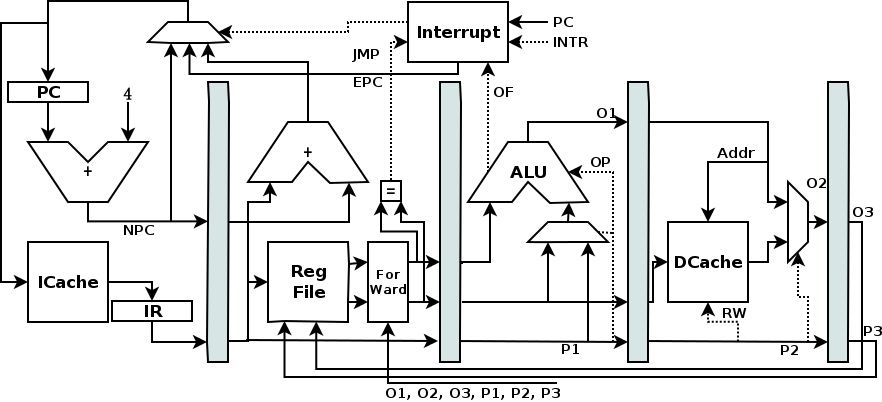 Interrupt
PC
INTR
JMP
EPC
PC
4
OF
O1
+
+
ALU
OP
Addr
=
O2
O3
NPC
ICache
Reg
File
For
Ward
DCache
IR
RW
P1
P2
P3
O1, O2, O3, P1, P2, P3